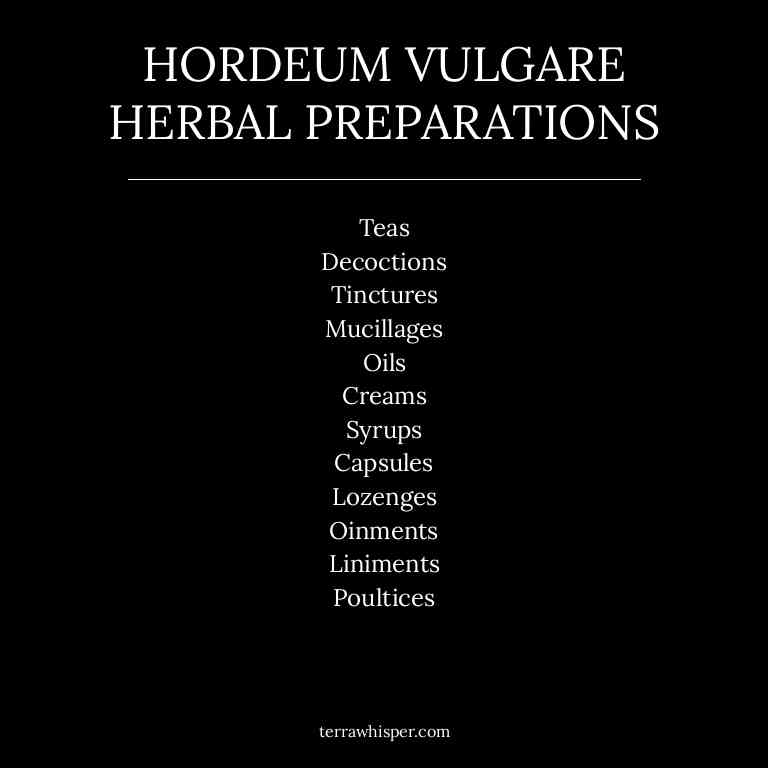 HORDEUM VULGARE
HERBAL PREPARATIONS
Teas
Decoctions
Tinctures
Mucillages
Oils
Creams
Syrups
Capsules
Lozenges
Oinments
Liniments
Poultices
terrawhisper.com